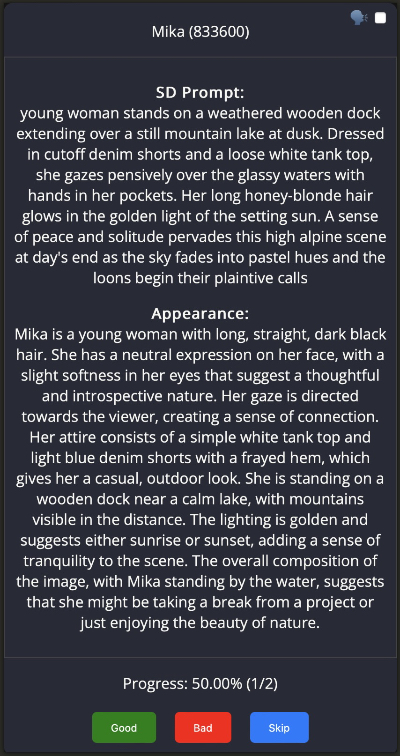 Mika (833600)
SD Prompt:
young woman stands on a weathered wooden dock
extending over a still mountain lake at dusk. Dressed
in cutoff denim shorts and a loose white tank top,
she gazes pensively over the glassy waters with
hands in her pockets. Her long honey-blonde hair
glows in the golden light of the setting sun. A sense
of peace and solitude pervades this high alpine scene
at day's end as the sky fades into pastel hues and the
loons begin their plaintive calls
Appearance:
Mika is a young woman with long, straight, dark black
hair. She has a neutral expression on her face, with a
slight softness in her eyes that suggest a thoughtful
and introspective nature. Her gaze is directed
towards the viewer, creating a sense of connection.
Her attire consists of a simple white tank top and
light blue denim shorts with a frayed hem, which
gives her a casual, outdoor look. She is standing on a
wooden dock near a calm lake, with mountains
visible in the distance. The lighting is golden and
suggests either sunrise or sunset, adding a sense of
tranquility to the scene. The overall composition of
the image, with Mika standing by the water, suggests
that she might be taking a break from a project or
just enjoying the beauty of nature.
Progress: 50.00% (1/2)
Good
Bad
Skip